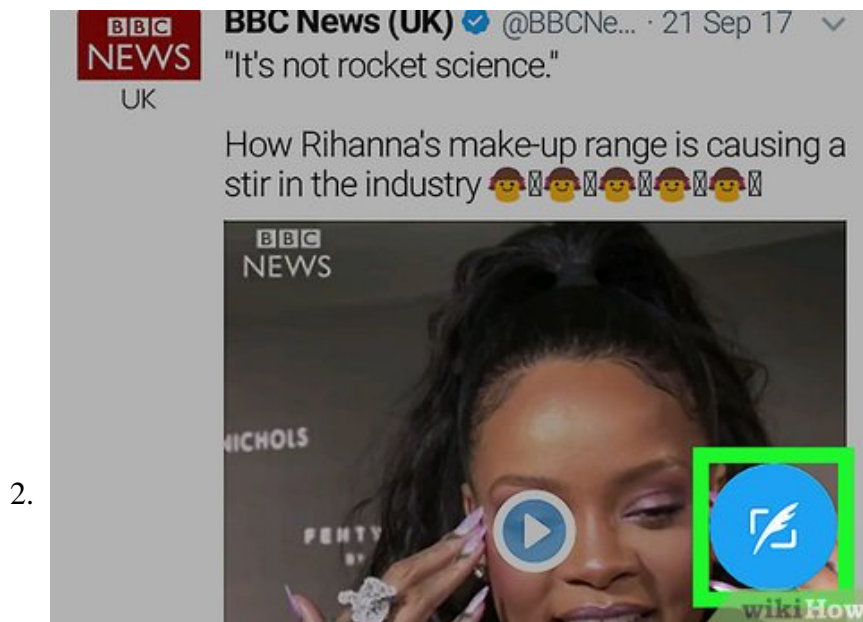 BBC News (UK) @BBCNe... · 21 Sep 17
BBC
NEWS
UK
"It's not rocket science."
How Rihanna's make-up range is causing a
stir in the industry
BBC
NEWS
NICHOLS
FENTY
BY
2.
wikiHow